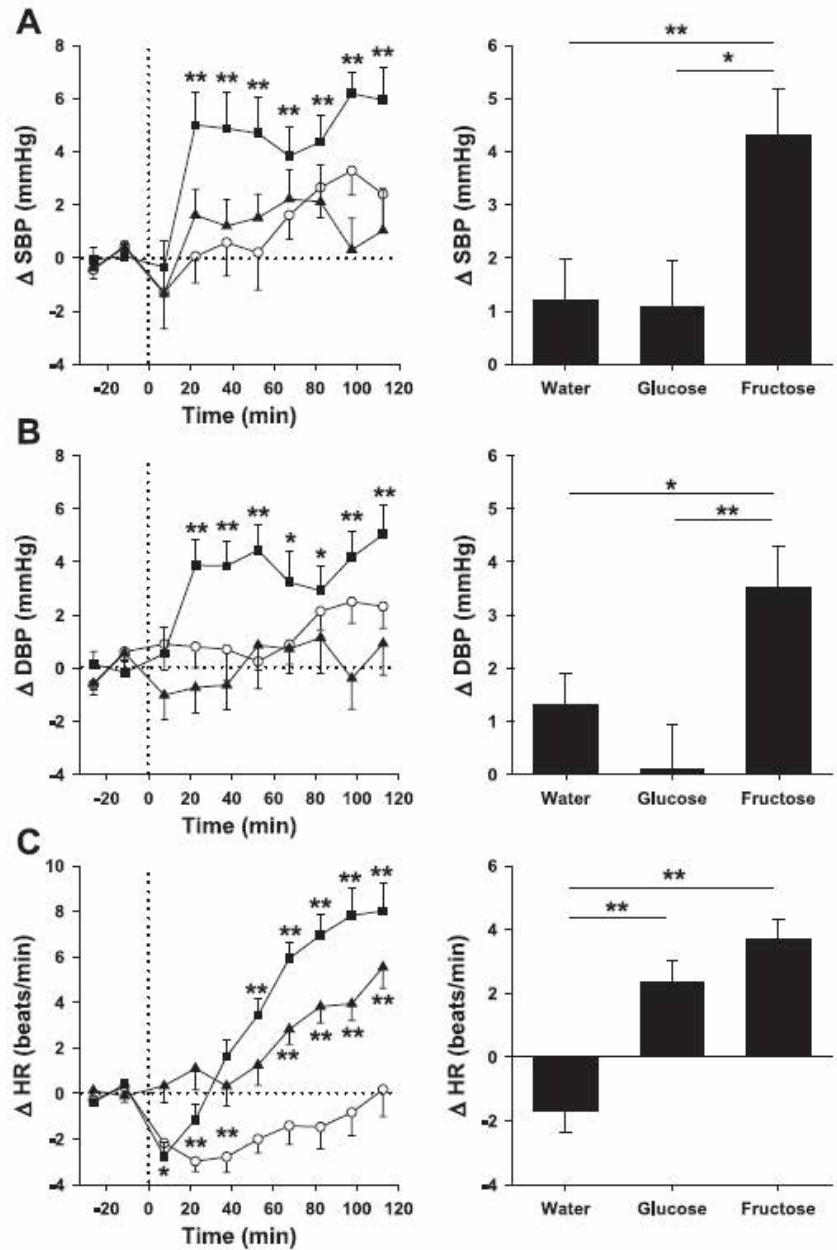 A
Δ SBP (mmHg)
8
6
4
2
0
-2
-4
** ** ** ** ** ** **
-20 0 20 40 60 80 100 120
Time (min)
Δ SBP (mmHg)
6
5
4
3
2
1
0
**
*
Water Glucose Fructose
B
Δ DBP (mmHg)
8
6
4
2
0
-2
-4
** ** ** * * ** **
-20 0 20 40 60 80 100 120
Time (min)
Δ DBP (mmHg)
6
5
4
3
2
1
0
*
**
Water Glucose Fructose
C
Δ HR (beats/min)
10
8
6
4
2
0
-2
-4
** ** ** ** **
** ** ** **
* ** **
-20 0 20 40 60 80 100 120
Time (min)
Δ HR (beats/min)
6
4
2
0
-2
-4
**
**
Water Glucose Fructose